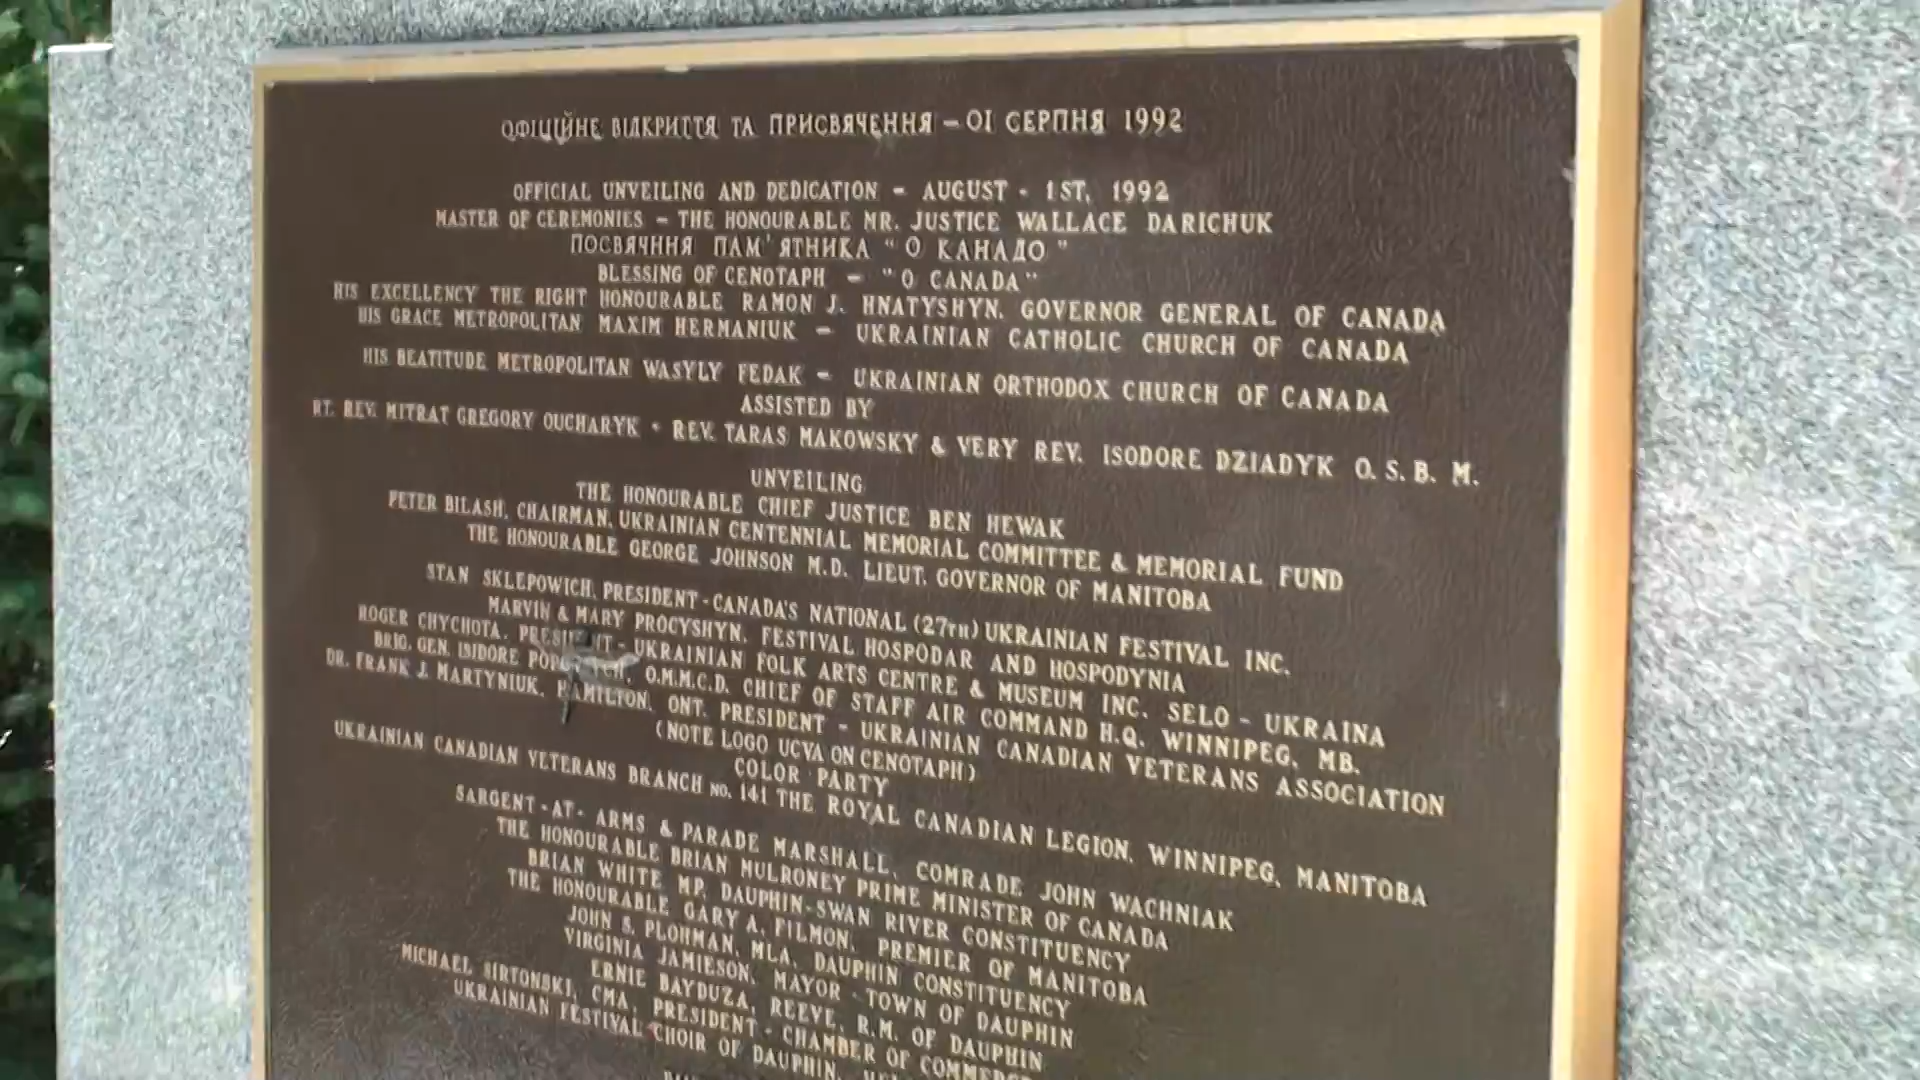 ОФІЦІЙНЕ ВІДКРИТТЯ ТА ПРИСВЯЧЕННЯ – 01 СЕРПНЯ 1992
OFFICIAL UNVEILING AND DEDICATION - AUGUST - 1ST, 1992
MASTER OF CEREMONIES - THE HONOURABLE MR. JUSTICE WALLACE DARICHUK
ПОСВЯЧННЯ ПАМ'ЯТНИКА "О КАНАДО"
BLESSING OF CENOTAPH - "O CANADA"
HIS EXCELLENCY THE RIGHT HONOURABLE RAMON J. HNATYSHYN, GOVERNOR GENERAL OF CANADA
HIS GRACE METROPOLITAN MAXIM HERMANIUK - UKRAINIAN CATHOLIC CHURCH OF CANADA
HIS BEATITUDE METROPOLITAN WASYLY FEDAK - UKRAINIAN ORTHODOX CHURCH OF CANADA
ASSISTED BY
RT. REV. MITRAT GREGORY OUCHARYK - REV. TARAS MAKOWSKY & VERY REV. ISODORE DZIADYK O.S.B.M.
UNVEILING
THE HONOURABLE CHIEF JUSTICE BEN HEWAK
PETER BILASH, CHAIRMAN, UKRAINIAN CENTENNIAL MEMORIAL COMMITTEE & MEMORIAL FUND
THE HONOURABLE GEORGE JOHNSON M.D. LIEUT. GOVERNOR OF MANITOBA
STAN SKLEPOWICH, PRESIDENT - CANADA'S NATIONAL (27TH) UKRAINIAN FESTIVAL INC.
MARVIN & MARY PROCYSHYN, FESTIVAL HOSPODAR AND HOSPODYNIA
ROGER CHYCHOTA, - UKRAINIAN FOLK ARTS CENTRE & MUSEUM INC. SELO - UKRAINA
BRIG. GEN. ISIDORE O.M.M.C.D. CHIEF OF STAFF AIR COMMAND H.Q. WINNIPEG, MB.
DR. FRANK J. MARTYNIUK, HAMILTON, ONT. PRESIDENT - UKRAINIAN CANADIAN VETERANS ASSOCIATION
(NOTE LOGO UCVA ON CENOTAPH)
COLOR PARTY
UKRAINIAN CANADIAN VETERANS BRANCH NO. 141 THE ROYAL CANADIAN LEGION, WINNIPEG, MANITOBA
SARGENT - AT - ARMS & PARADE MARSHALL, COMRADE JOHN WACHNIAK
THE HONOURABLE BRIAN MULRONEY PRIME MINISTER OF CANADA
BRIAN WHITE, MP, DAUPHIN-SWAN RIVER CONSTITUENCY
THE HONOURABLE GARY A. FILMON, PREMIER OF MANITOBA
JOHN S. PLOHMAN, MLA, DAUPHIN CONSTITUENCY
VIRGINIA JAMIESON, MAYOR - TOWN OF DAUPHIN
ERNIE BAYDUZA, REEVE, R.M. OF DAUPHIN
MICHAEL SIRTONSKI, CMA, PRESIDENT - CHAMBER OF
UKRAINIAN FESTIVAL CHOIR OF DAUPHIN,